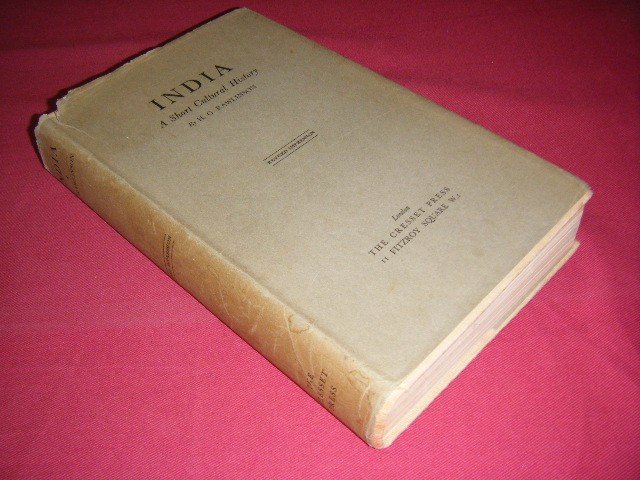 INDIA
A Short Cultural History
By H. G. RAWLINSON
REVISED IMPRESSION
London
THE CRESSET PRESS
11 FITZROY SQUARE W.1